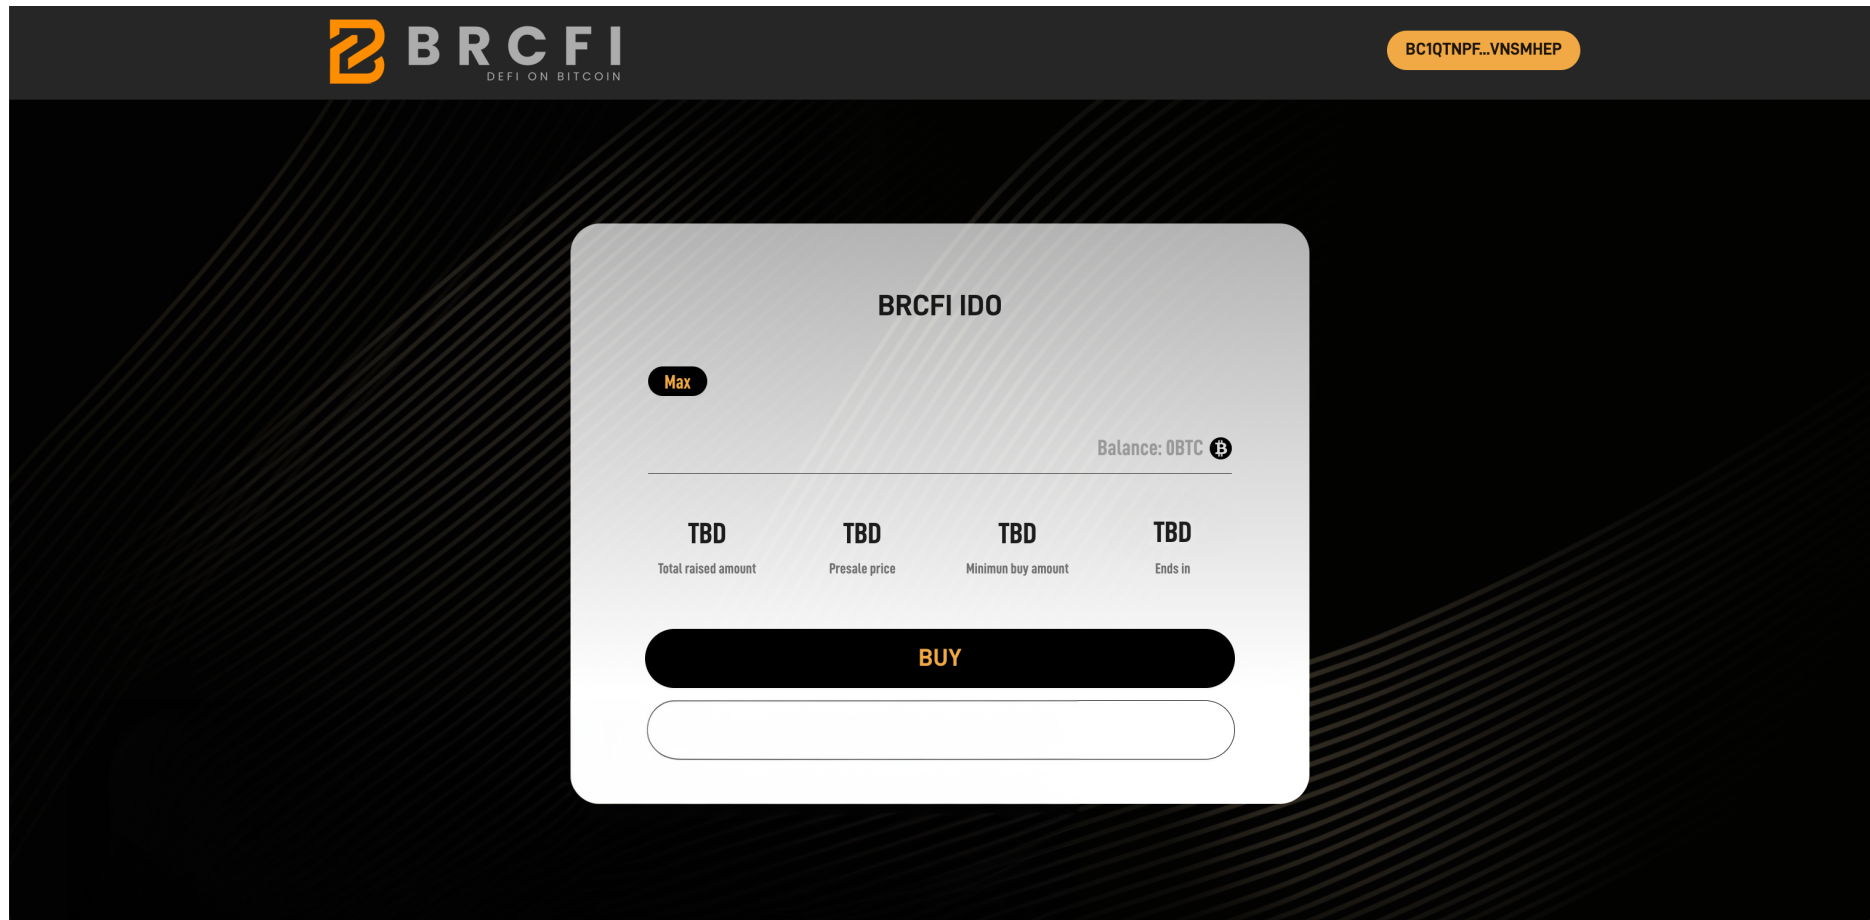 BRCFI
DEFI ON BITCOIN
BC1QTNPF...VNSMHEP
BRCFI IDO
Max
Balance: 0BTC
TBD TBD TBD TBD
Total raised amount Presale price Minimun buy amount Ends in
BUY